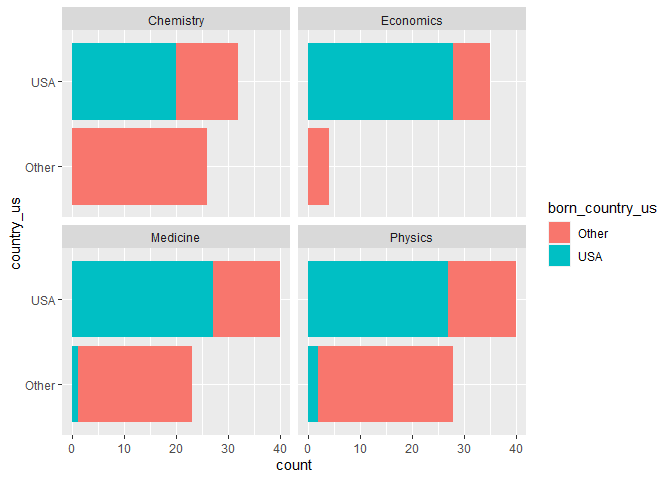 Chemistry
Economics
USA
Other
Medicine
Physics
USA
Other
0 10 20 30 40
0 10 20 30 40
count
country_us
born_country_us
Other
USA